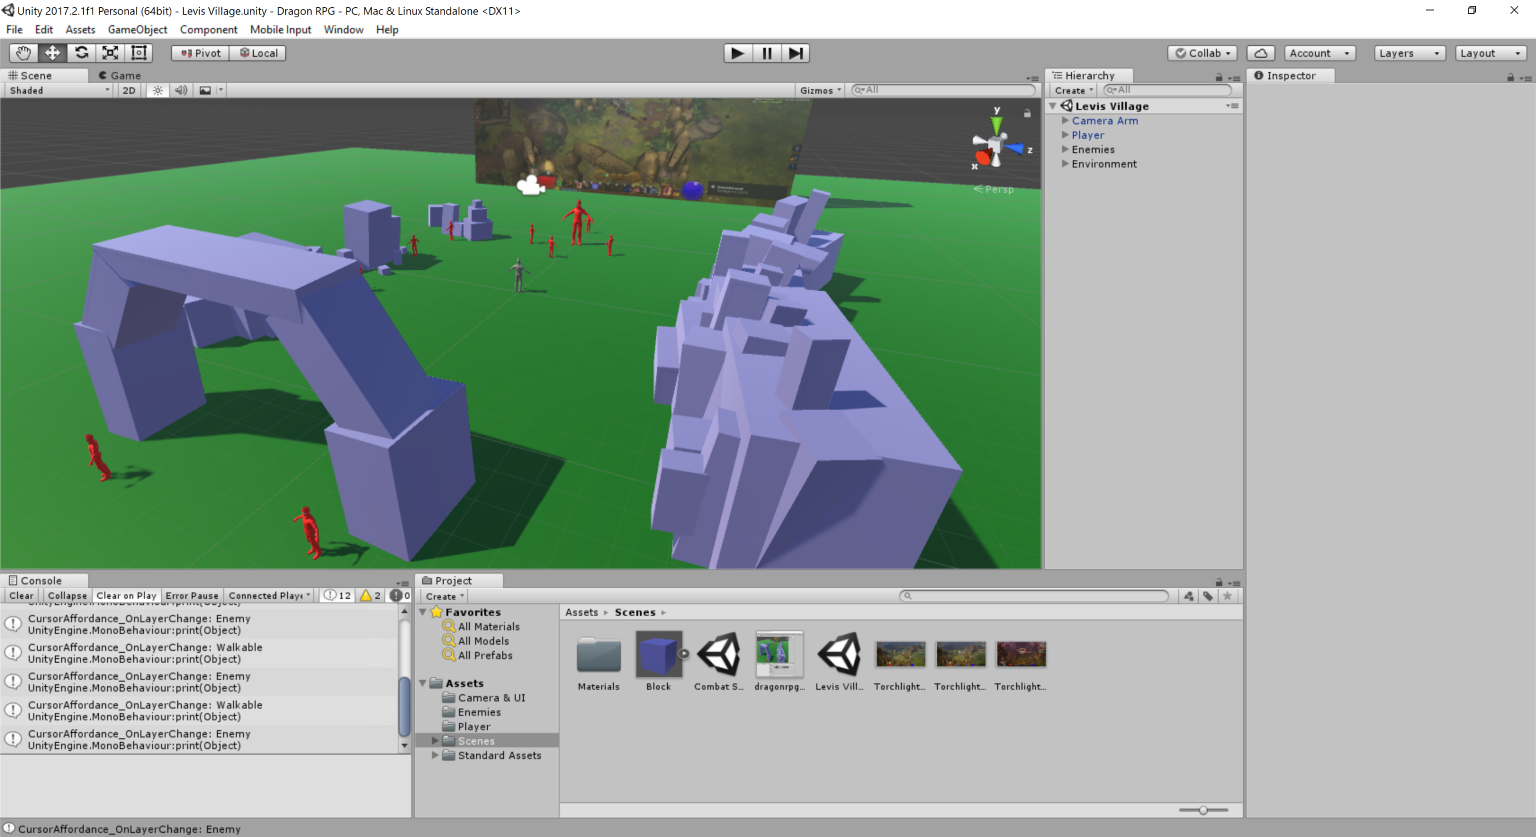 Unity 2017.2.1f1 Personal (64bit) - Levis Village.unity - Dragon RPG - PC, Mac & Linux Standalone <DX11>
File Edit Assets GameObject Component Mobile Input Window Help
Pivot Local Collab Account Layers Layout
Scene Game
Shaded 2D Gizmos All
y
z
x
Persp
Hierarchy
Create All
Levis Village
Camera Arm
Player
Enemies
Environment
Inspector
Console
Clear Collapse Clear on Play Error Pause Connected Playe 12 2 0
UnityEngine.MonoBehaviour:print(Object)
CursorAffordance_OnLayerChange: Enemy
UnityEngine.MonoBehaviour:print(Object)
CursorAffordance_OnLayerChange: Walkable
UnityEngine.MonoBehaviour:print(Object)
CursorAffordance_OnLayerChange: Enemy
UnityEngine.MonoBehaviour:print(Object)
CursorAffordance_OnLayerChange: Walkable
UnityEngine.MonoBehaviour:print(Object)
CursorAffordance_OnLayerChange: Enemy
UnityEngine.MonoBehaviour:print(Object)
Project
Create
Favorites
All Materials
All Models
All Prefabs
Assets
Camera & UI
Enemies
Player
Scenes
Standard Assets
Assets Scenes
Materials Block Combat S... dragonrpg... Levis Vill... Torchlight... Torchlight... Torchlight...
CursorAffordance_OnLayerChange: Enemy